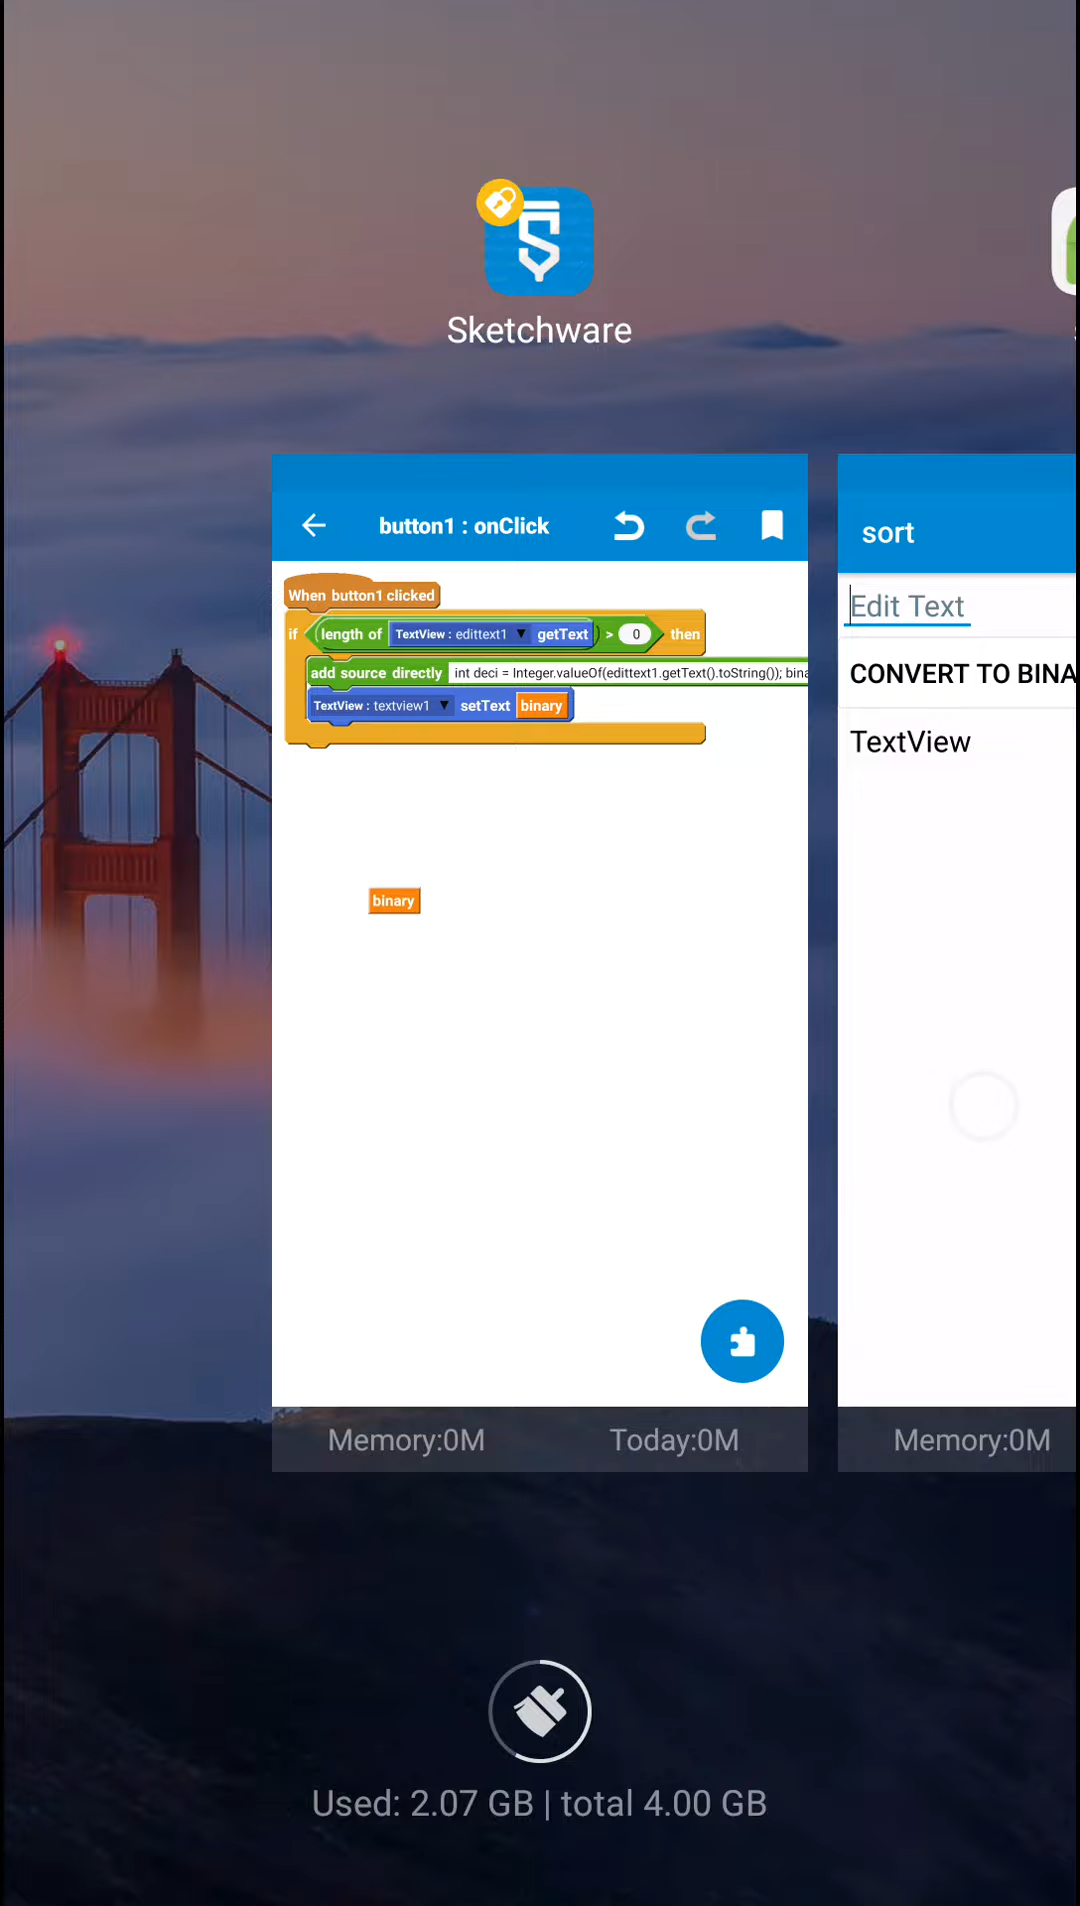 Sketchware
button1 : onClick
When button1 clicked
if length of TextView : edittext1 getText > 0 then
add source directly int deci = Integer.valueOf(edittext1.getText().toString()); bina
TextView : textview1 setText binary
binary
Memory:0M Today:0M
sort
Edit Text
CONVERT TO BINA
TextView
Memory:0M
Used: 2.07 GB | total 4.00 GB